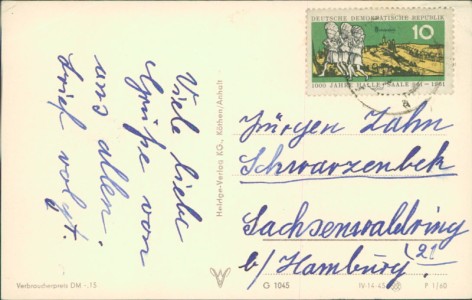 Viele liebe
Grüße von
uns allen.
Brief folgt.
Heldge-Verlag KG., Köthen/Anhalt
DEUTSCHE DEMOKRATISCHE REPUBLIK
10
1000 JAHRE HALLE SAALE 961-1961
Jürgen Zahn
Schwarzenbek
Sachsenwaldring
21
b/ Hamburg
Verbraucherpreis DM -.15
G 1045
IV-14-45
P 1/60